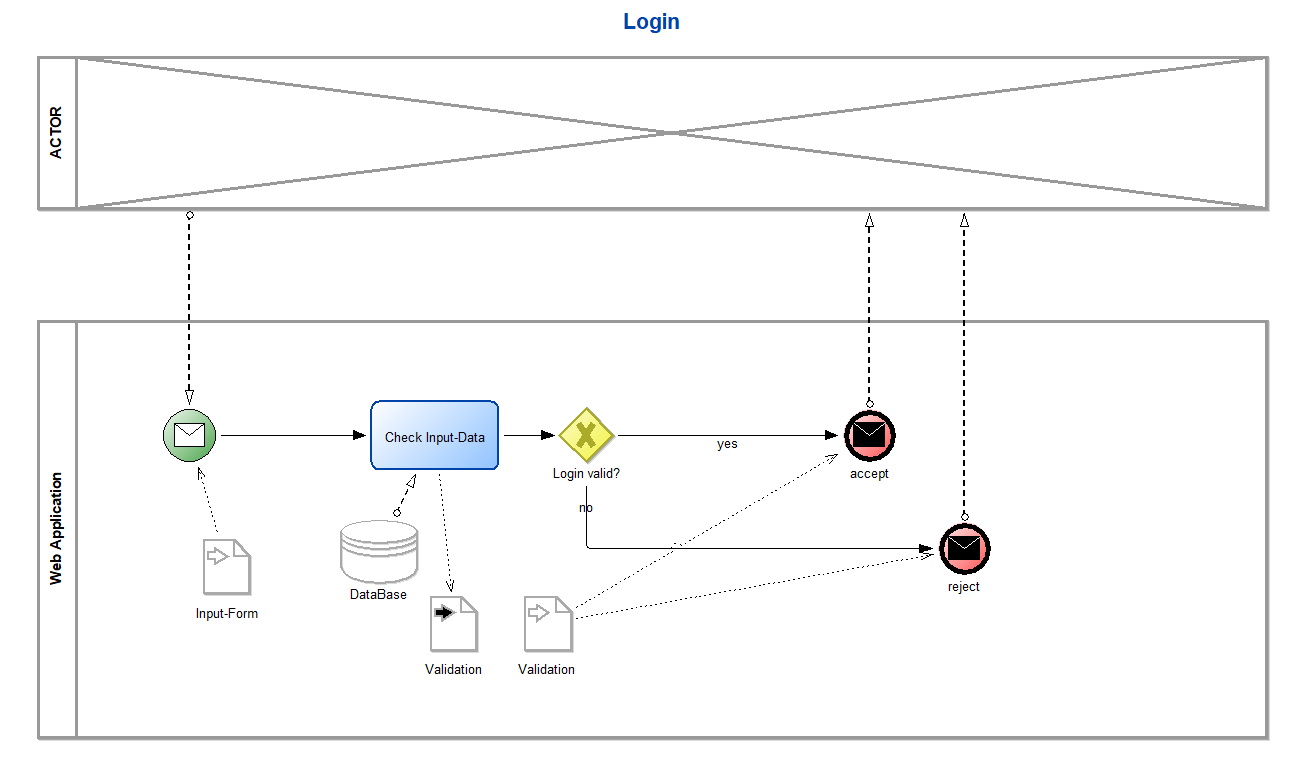 Login
ACTOR
Web Application
Check Input-Data
yes
Login valid?
accept
no
reject
DataBase
Input-Form
Validation
Validation